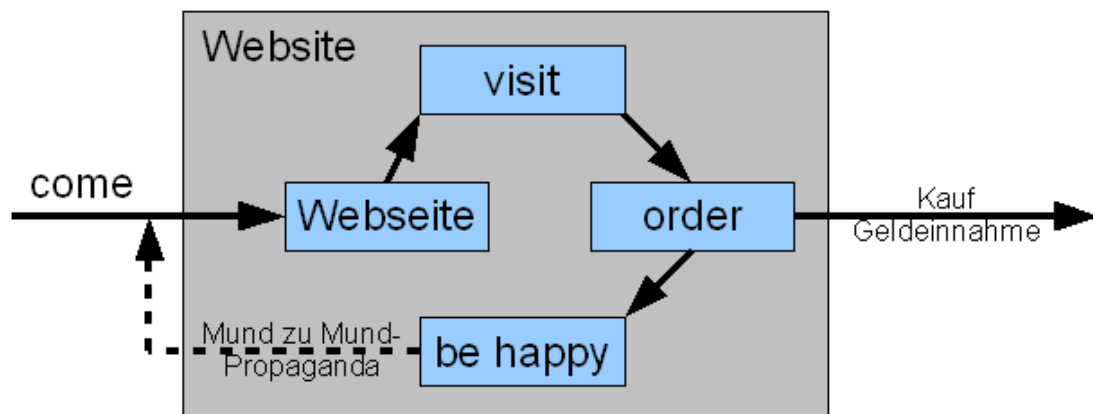 Website
visit
come
Webseite
order
Kauf
Geldeinnahme
Mund zu Mund-
Propaganda
be happy